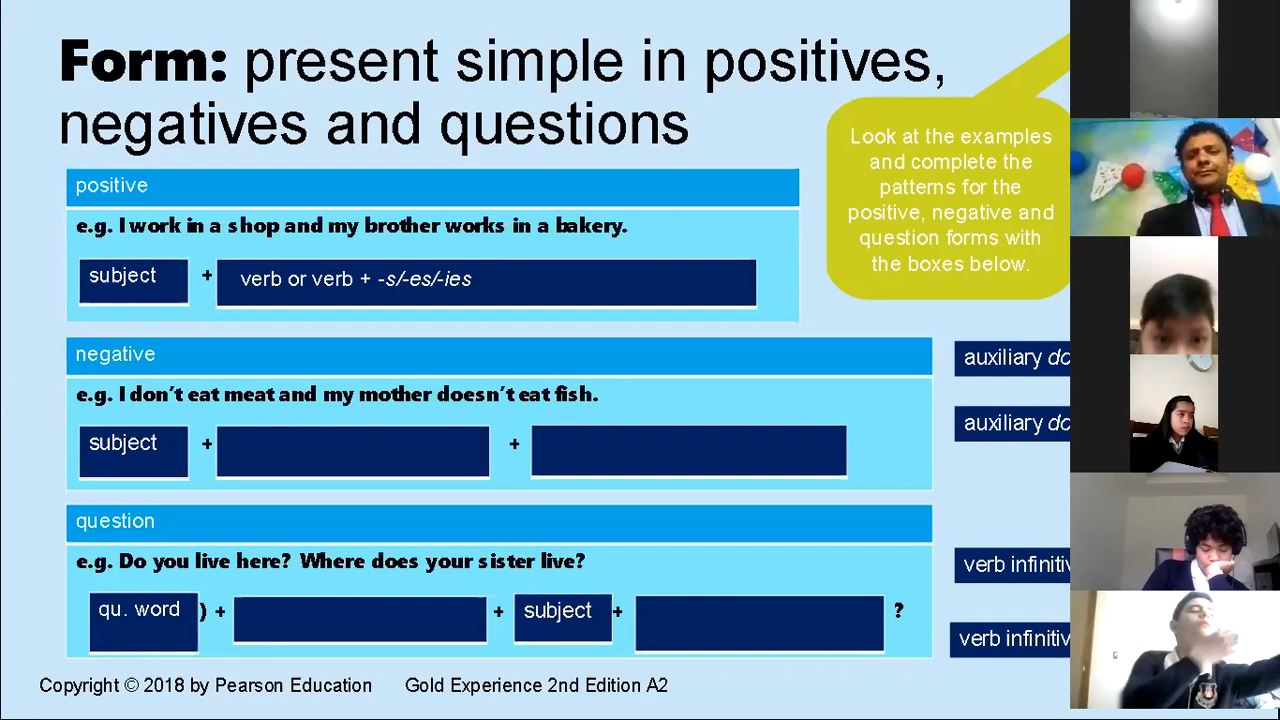 Form: present simple in positives,
negatives and questions
Look at the examples
and complete the
patterns for the
positive, negative and
question forms with
the boxes below.
positive
e.g. I work in a shop and my brother works in a bakery.
subject + verb or verb + -s/-es/-ies
negative
e.g. I don't eat meat and my mother doesn't eat fish.
subject + +
auxiliary
auxiliary
question
e.g. Do you live here? Where does your sister live?
qu. word ) + + subject + ?
verb
verb
Copyright © 2018 by Pearson Education Gold Experience 2nd Edition A2